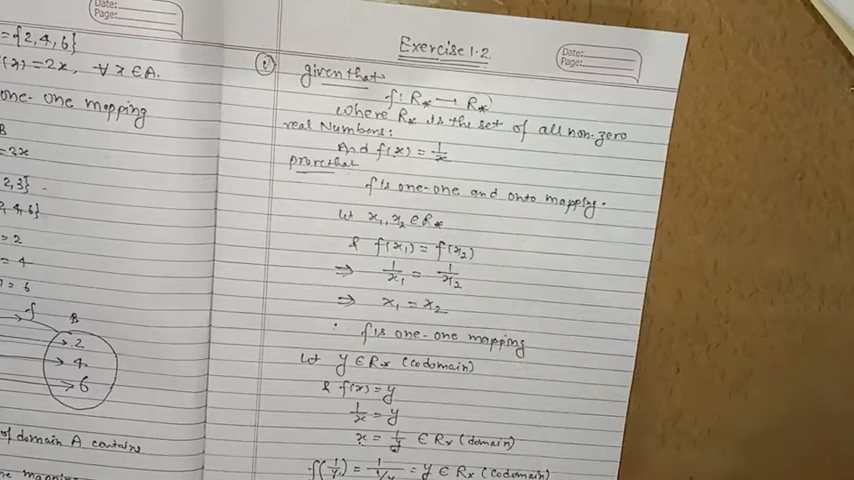 Date:
Page:
= {2, 4, 6}
(x) = 2x, ∀ x ∈ A.
one-one mapping
B
= 2x
2, 3}
2, 4, 6}
= 2
= 4
) = 6
f
B
2
4
6
of domain A contains
Exercise 1.2
Date:
Page:
given that
f: R* → R*
where R* is the set of all non-zero
real Numbers:
And f(x) = 1/x
prove that
f is one-one and onto mapping.
let x₁, x₂ ∈ R*
& f(x₁) = f(x₂)
⇒ 1/x₁ = 1/x₂
⇒ x₁ = x₂
f is one-one mapping
let y ∈ R* (codomain)
& f(x) = y
1/x = y
x = 1/y ∈ R* (domain)
f(1/y) = 1/1/y = y ∈ R* (codomain)